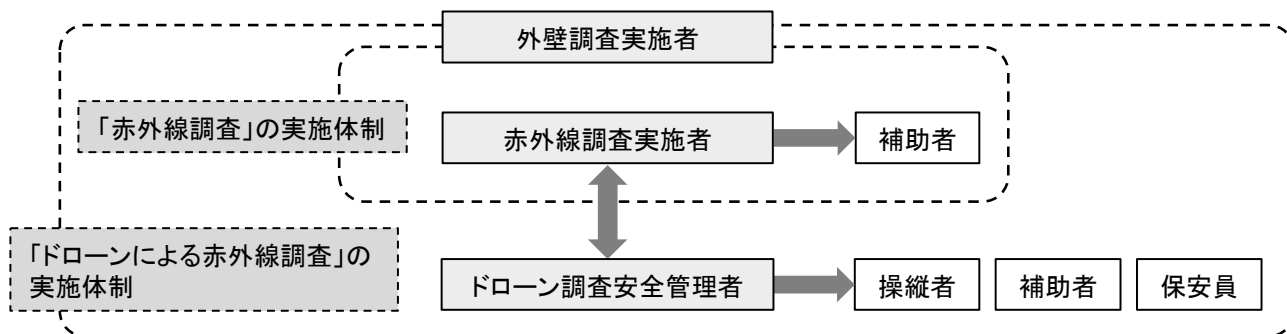 外壁調査実施者
「赤外線調査」の実施体制
赤外線調査実施者
補助者
「ドローンによる赤外線調査」の
実施体制
ドローン調査安全管理者
操縦者
補助者
保安員